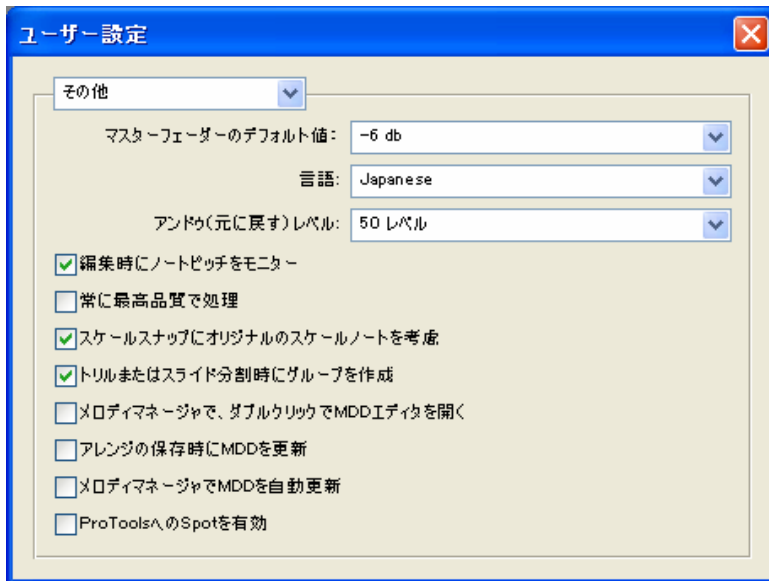 ユーザー設定
その他
マスターフェーダーのデフォルト値: -6 db
言語: Japanese
アンドゥ(元に戻す)レベル: 50 レベル
編集時にノートピッチをモニター
常に最高品質で処理
スケールスナップにオリジナルのスケールノートを考慮
トリルまたはスライド分割時にグループを作成
メロディマネージャで、ダブルクリックでMDDエディタを開く
アレンジの保存時にMDDを更新
メロディマネージャでMDDを自動更新
ProToolsへのSpotを有効